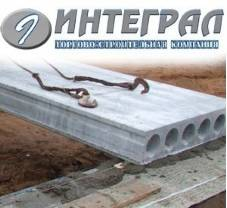 ИНТЕГРАЛ
ТОРГОВО-СТРОИТЕЛЬНАЯ КОМПАНИЯ